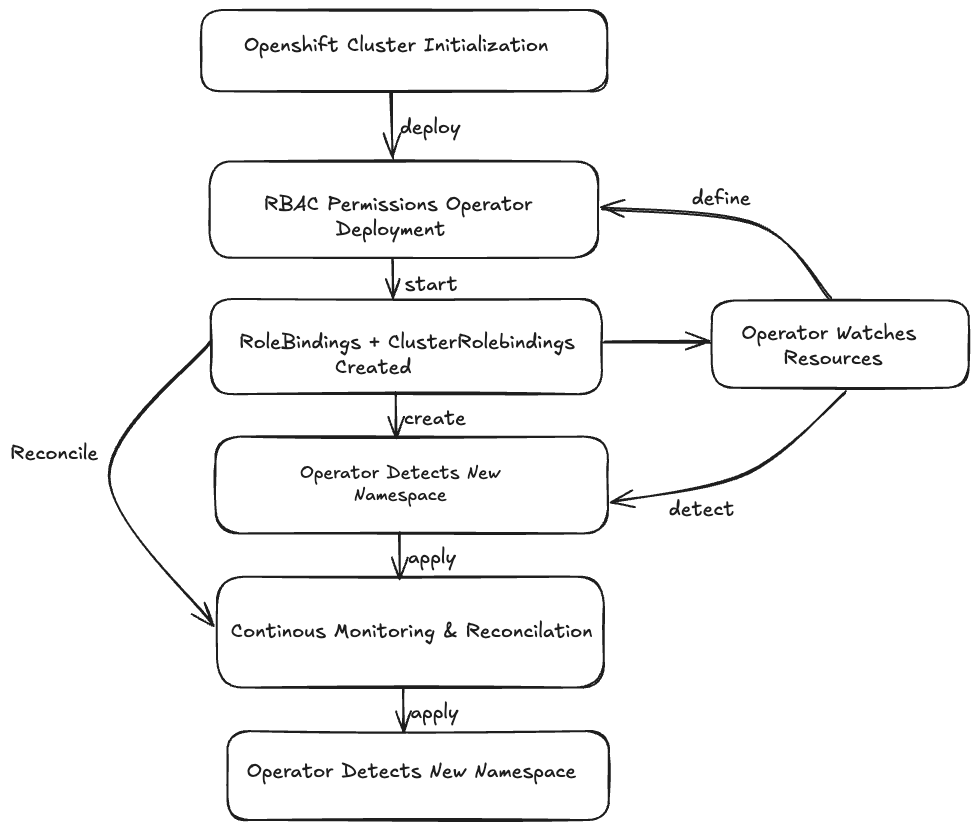 Openshift Cluster Initialization
deploy
RBAC Permissions Operator
Deployment
define
start
RoleBindings + ClusterRolebindings
Created
Operator Watches
Resources
create
Reconcile
Operator Detects New
Namespace
detect
apply
Continous Monitoring & Reconcilation
apply
Operator Detects New Namespace